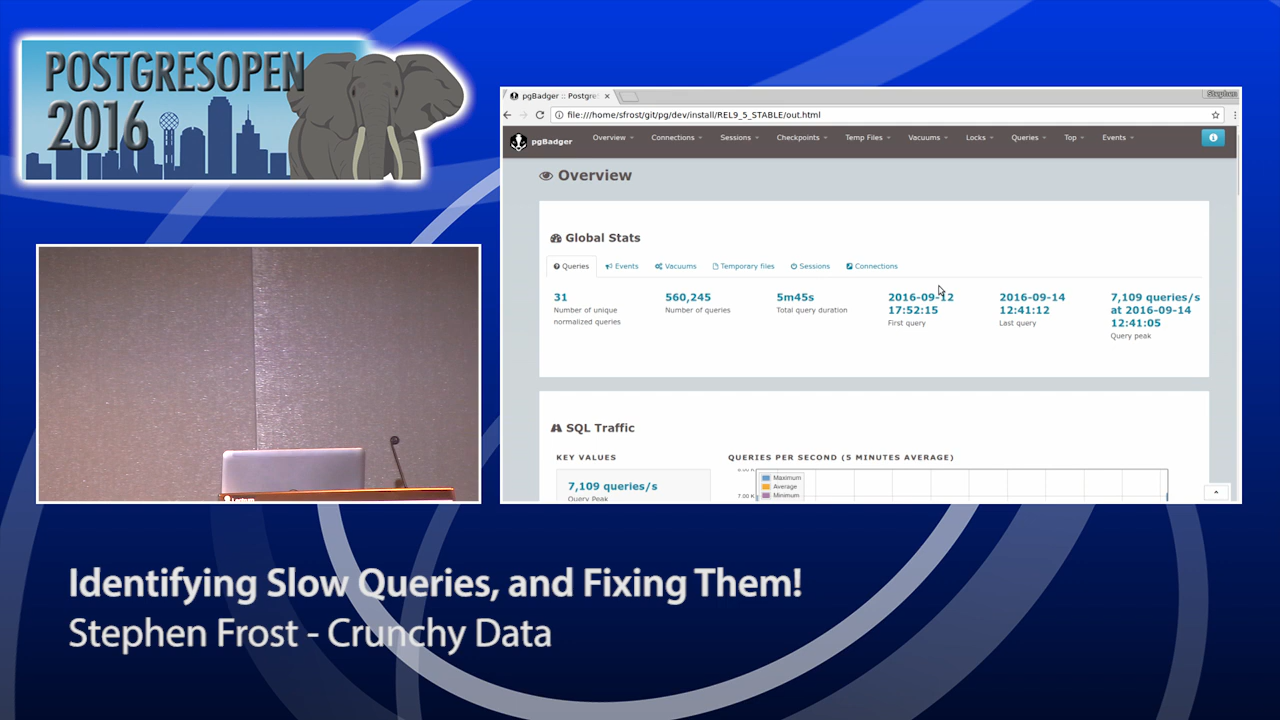 POSTGRESOPEN
2016
pgBadger :: Postgre
Stephen
file:///home/sfrost/git/pg/dev/install/REL9_5_STABLE/out.html
pgBadger
Overview Connections Sessions Checkpoints Temp Files Vacuums Locks Queries Top Events
Overview
Global Stats
Queries Events Vacuums Temporary files Sessions Connections
31
Number of unique
normalized queries
560,245
Number of queries
5m45s
Total query duration
2016-09-12
17:52:15
First query
2016-09-14
12:41:12
Last query
7,109 queries/s
at 2016-09-14
12:41:05
Query peak
SQL Traffic
KEY VALUES
7,109 queries/s
Query Peak
QUERIES PER SECOND (5 MINUTES AVERAGE)
8.00 K
7.00 K
Maximum
Average
Minimum
Identifying Slow Queries, and Fixing Them!
Stephen Frost - Crunchy Data